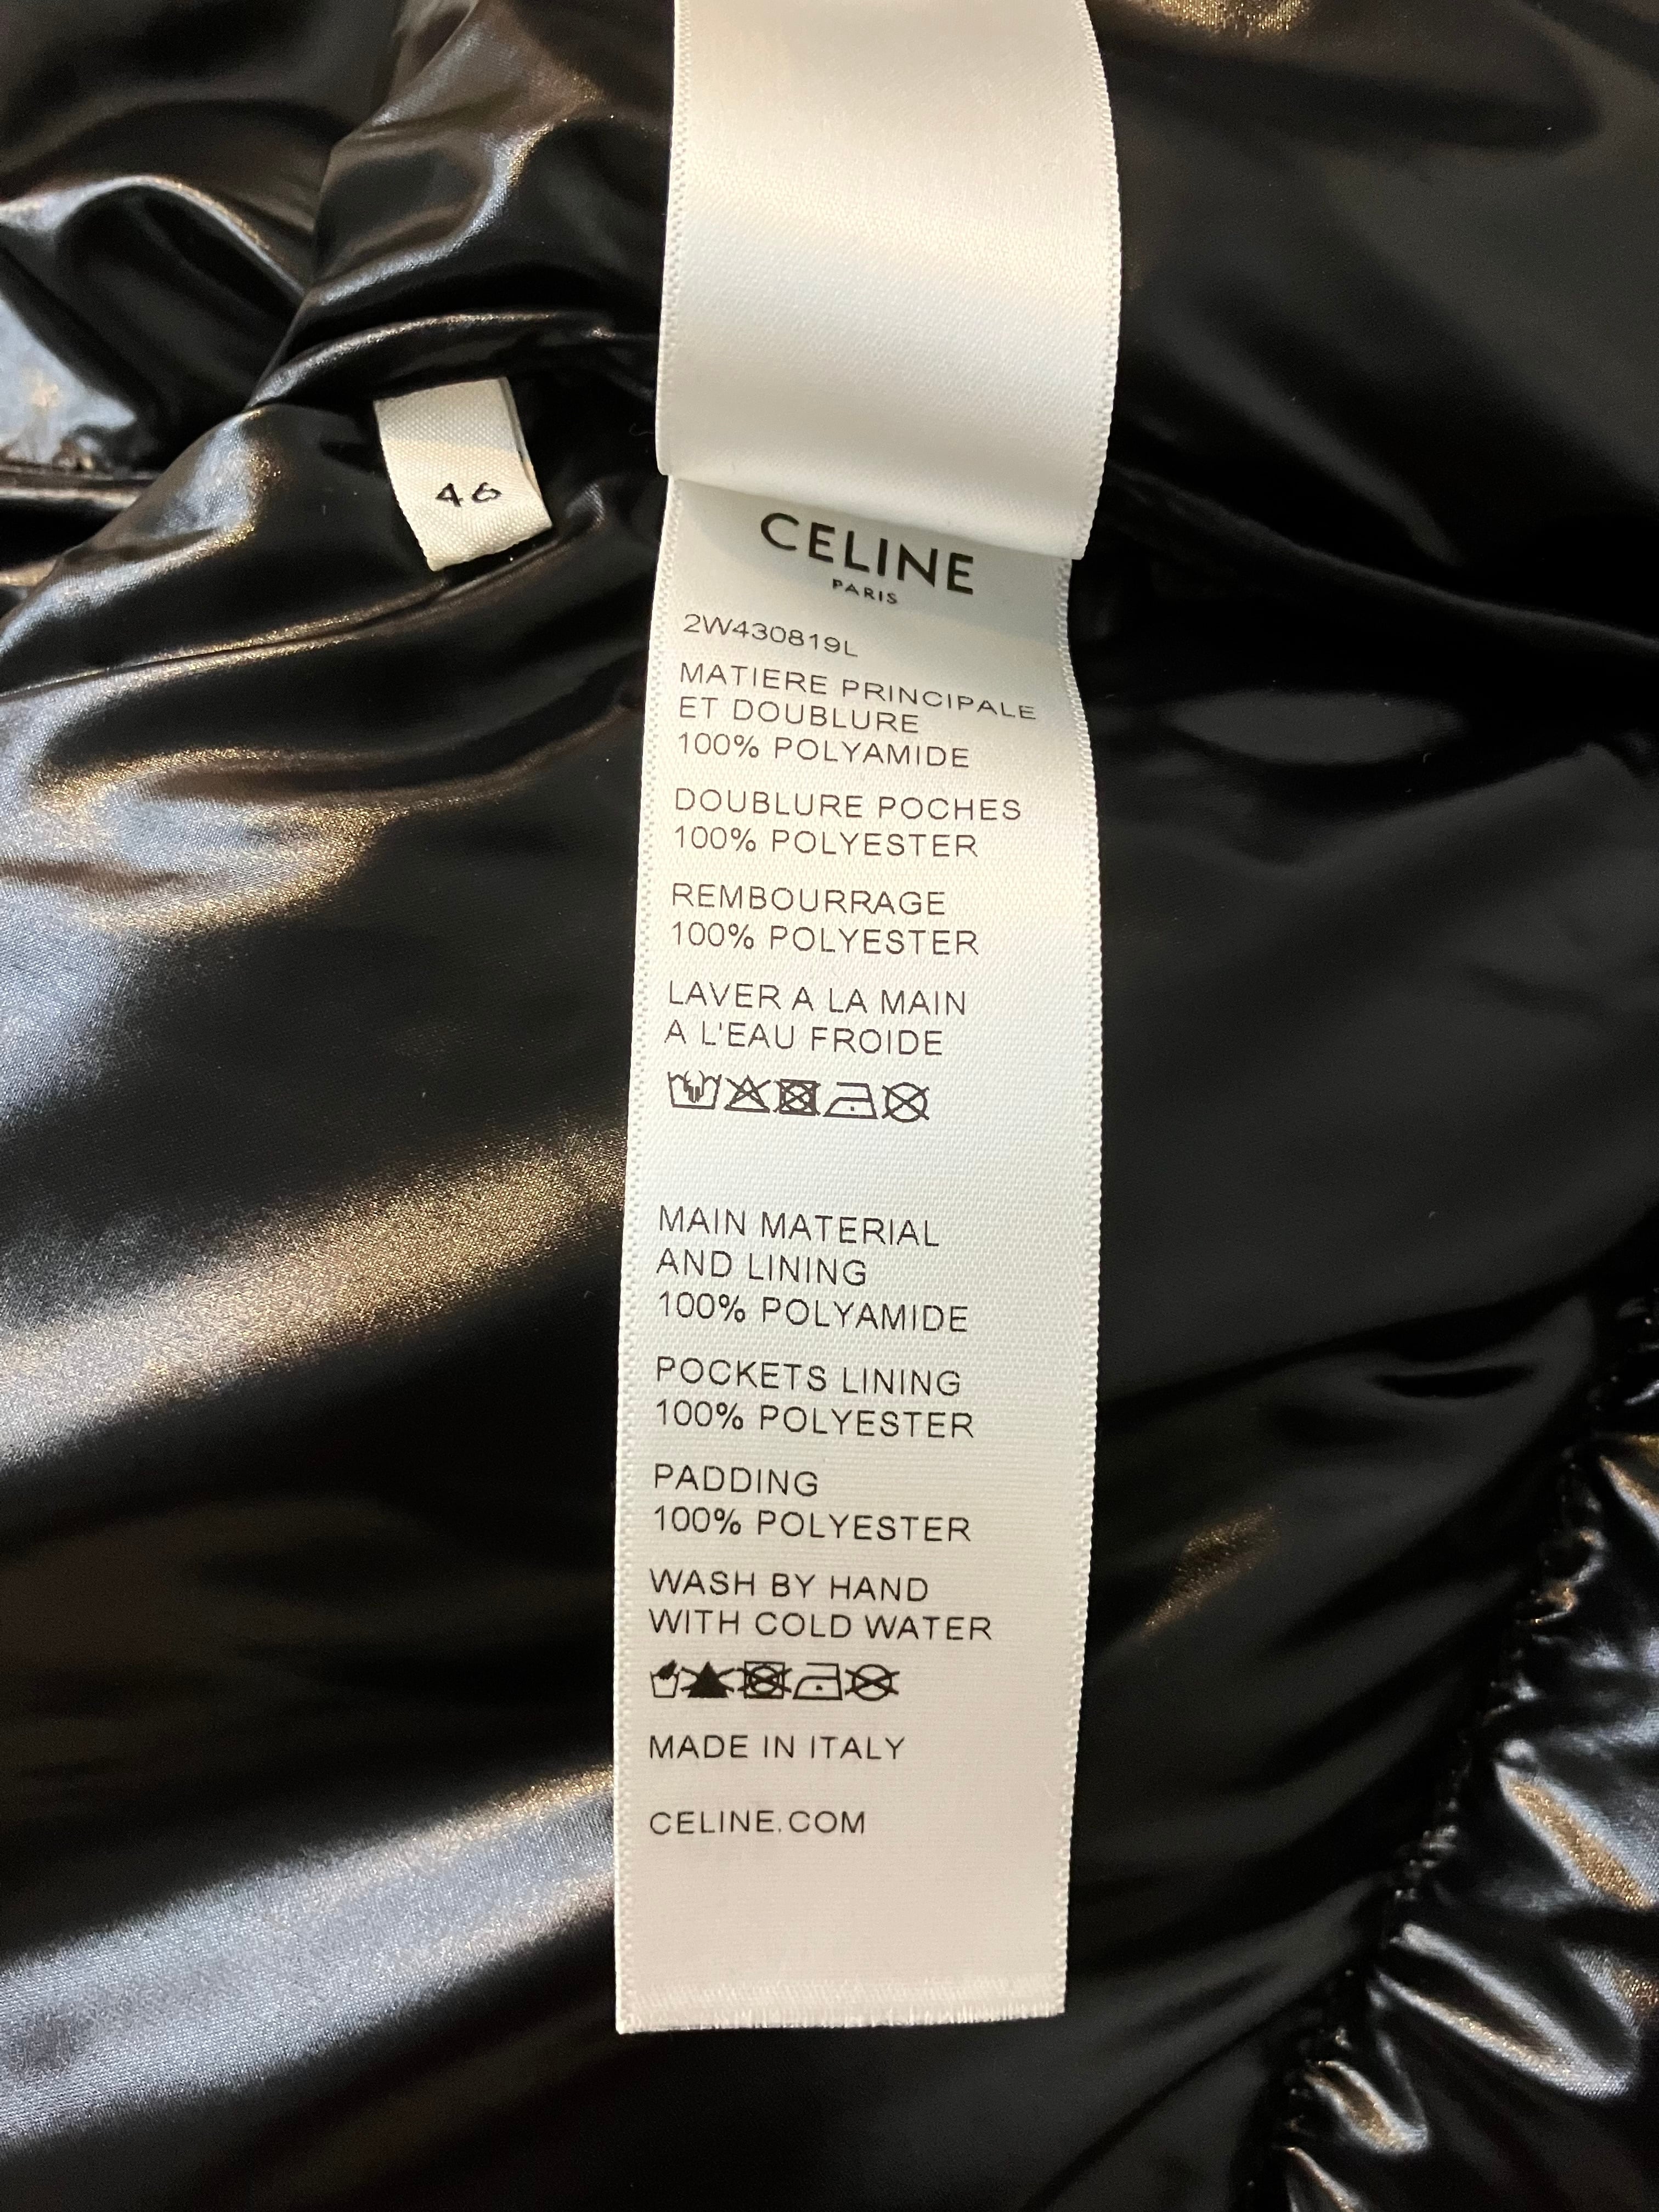 46
CELINE
PARIS
2W430819L
MATIERE PRINCIPALE
ET DOUBLURE
100% POLYAMIDE
DOUBLURE POCHES
100% POLYESTER
REMBOURRAGE
100% POLYESTER
LAVER A LA MAIN
A L'EAU FROIDE
MAIN MATERIAL
AND LINING
100% POLYAMIDE
POCKETS LINING
100% POLYESTER
PADDING
100% POLYESTER
WASH BY HAND
WITH COLD WATER
MADE IN ITALY
CELINE.COM